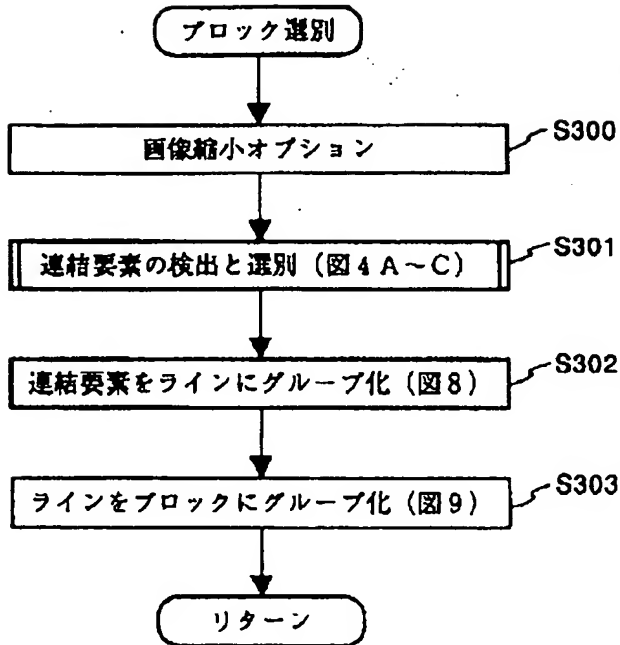 ブロック選別
画像縮小オプション
S300
連結要素の検出と選別（図４Ａ～Ｃ）
S301
連結要素をラインにグループ化（図８）
S302
ラインをブロックにグループ化（図９）
S303
リターン